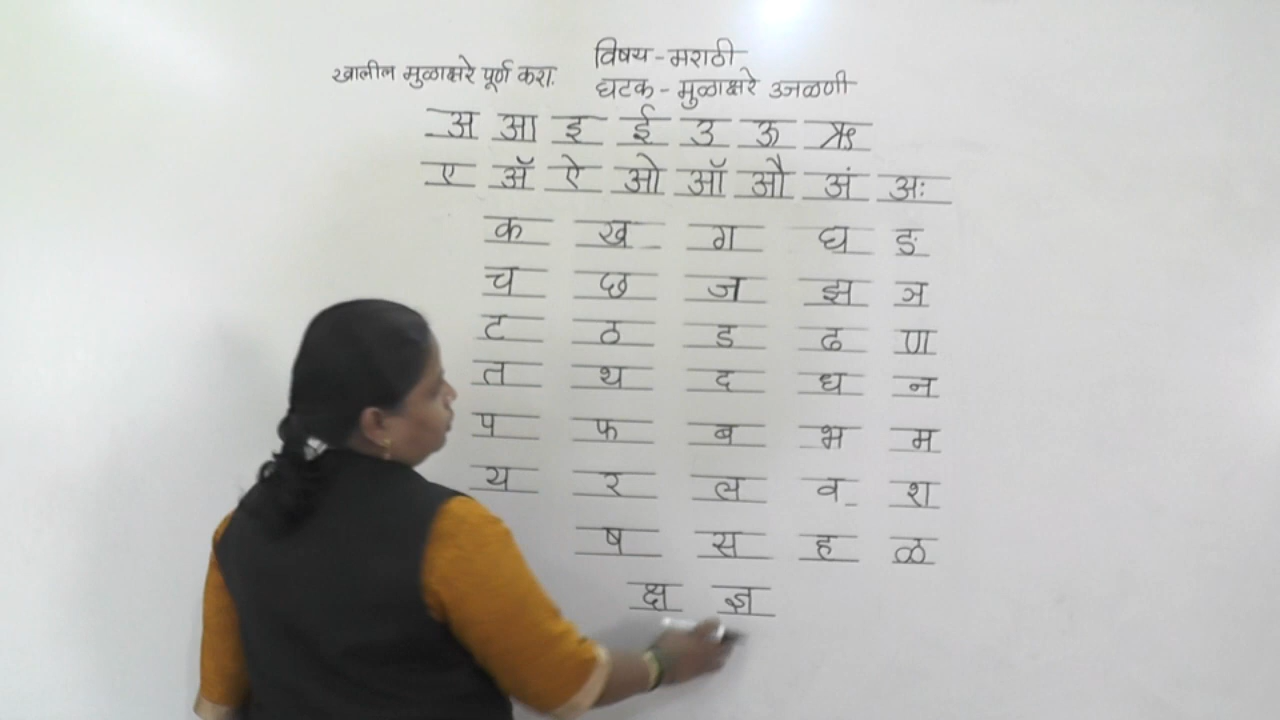 विषय - मराठी
खालील मुळाक्षरे पूर्ण करा.
घटक - मुळाक्षरे उजळणी
अ आ इ ई उ ऊ ऋ
ए ॲ ऐ ओ ऑ औ अं अः
क ख ग घ ङ
च छ ज झ ञ
ट ठ ड ढ ण
त थ द ध न
प फ ब भ म
य र ल व श
ष स ह ळ
क्ष ज्ञ